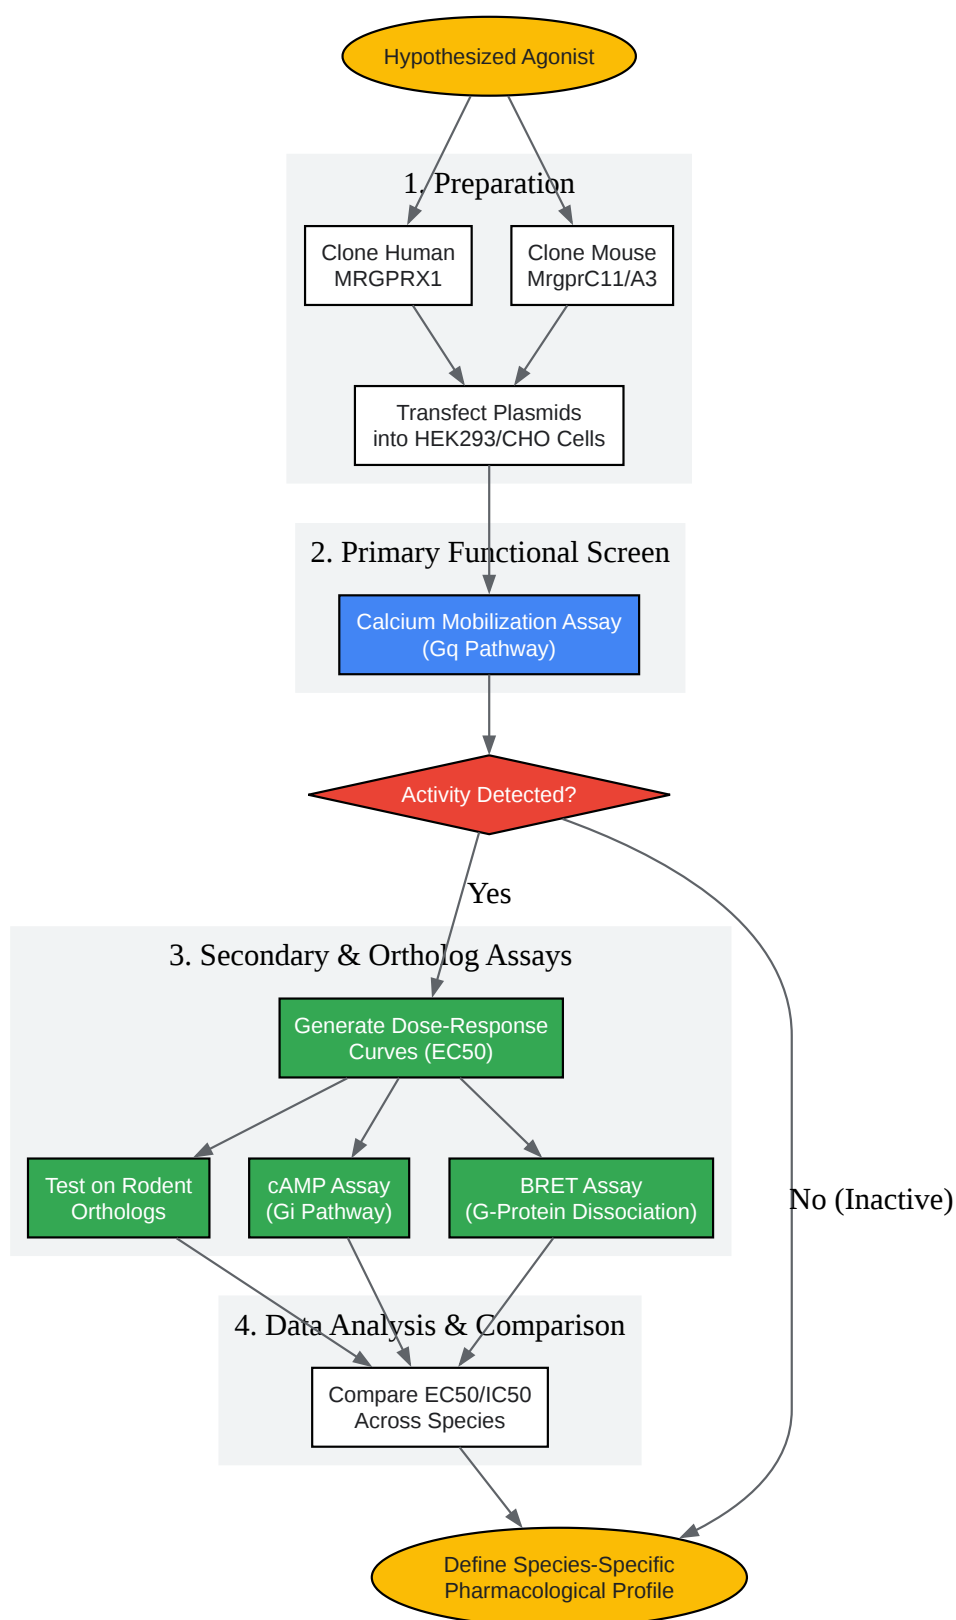 Hypothesized Agonist
1. Preparation
Clone Human
MRGPRX1
Clone Mouse
MrgprC11/A3
Transfect Plasmids
into HEK293/CHO Cells
2. Primary Functional Screen
Calcium Mobilization Assay
(Gq Pathway)
Activity Detected?
Yes
3. Secondary & Ortholog Assays
Generate Dose-Response
Curves (EC50)
Test on Rodent
Orthologs
cAMP Assay
(Gi Pathway)
BRET Assay
(G-Protein Dissociation)
No (Inactive)
4. Data Analysis & Comparison
Compare EC50/IC50
Across Species
Define Species-Specific
Pharmacological Profile